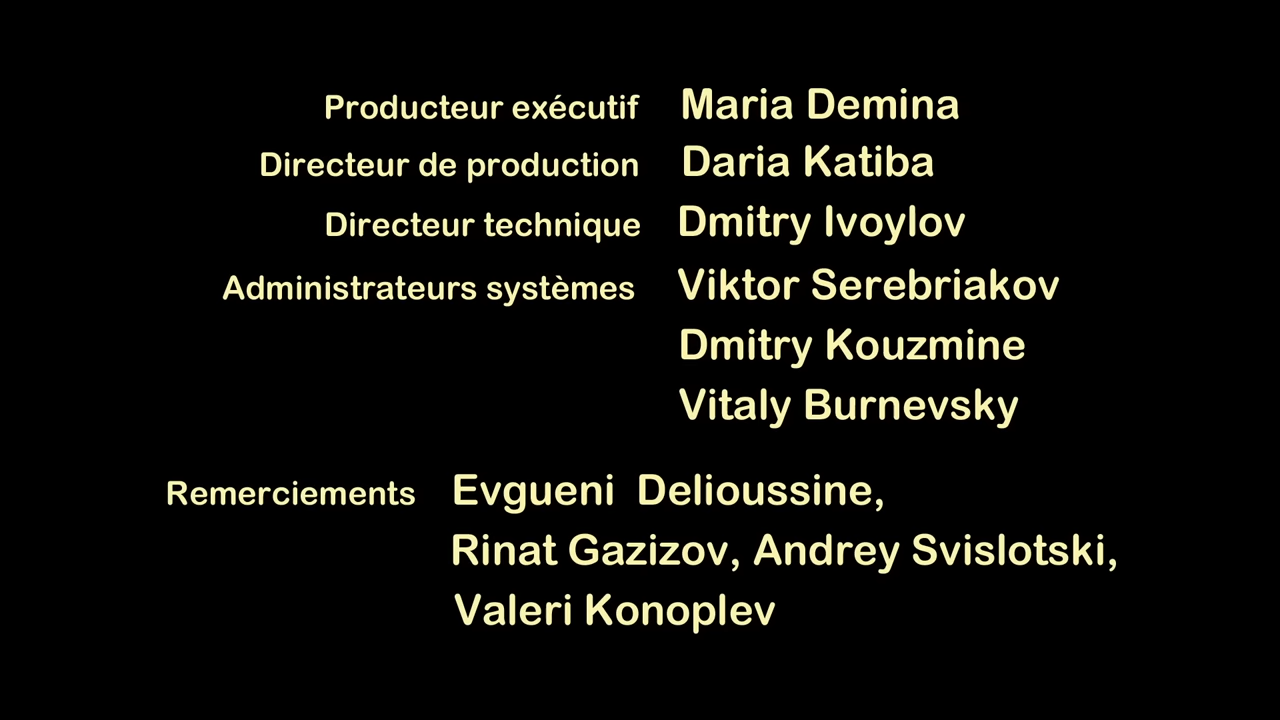 Producteur exécutif Maria Demina
Directeur de production Daria Katiba
Directeur technique Dmitry Ivoylov
Administrateurs systèmes Viktor Serebriakov
Dmitry Kouzmine
Vitaly Burnevsky
Remerciements Evgueni Delioussine,
Rinat Gazizov, Andrey Svislotski,
Valeri Konoplev